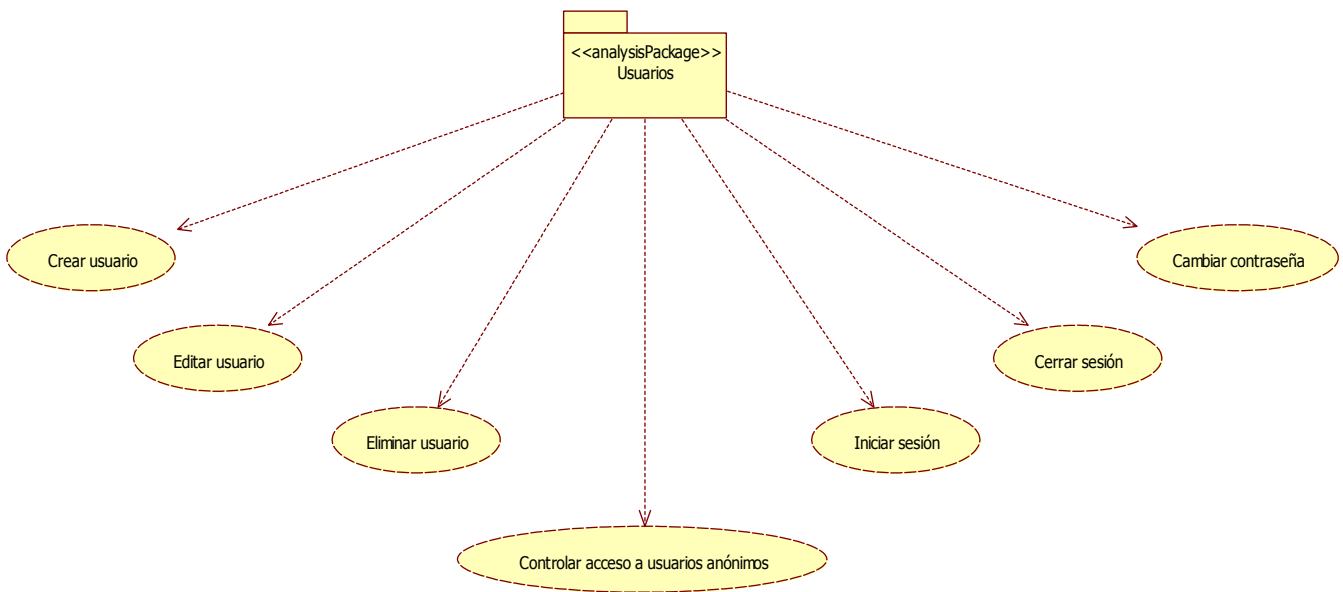 <<analysisPackage>>
Usuarios
Crear usuario
Cambiar contraseña
Editar usuario
Cerrar sesión
Eliminar usuario
Iniciar sesión
Controlar acceso a usuarios anónimos